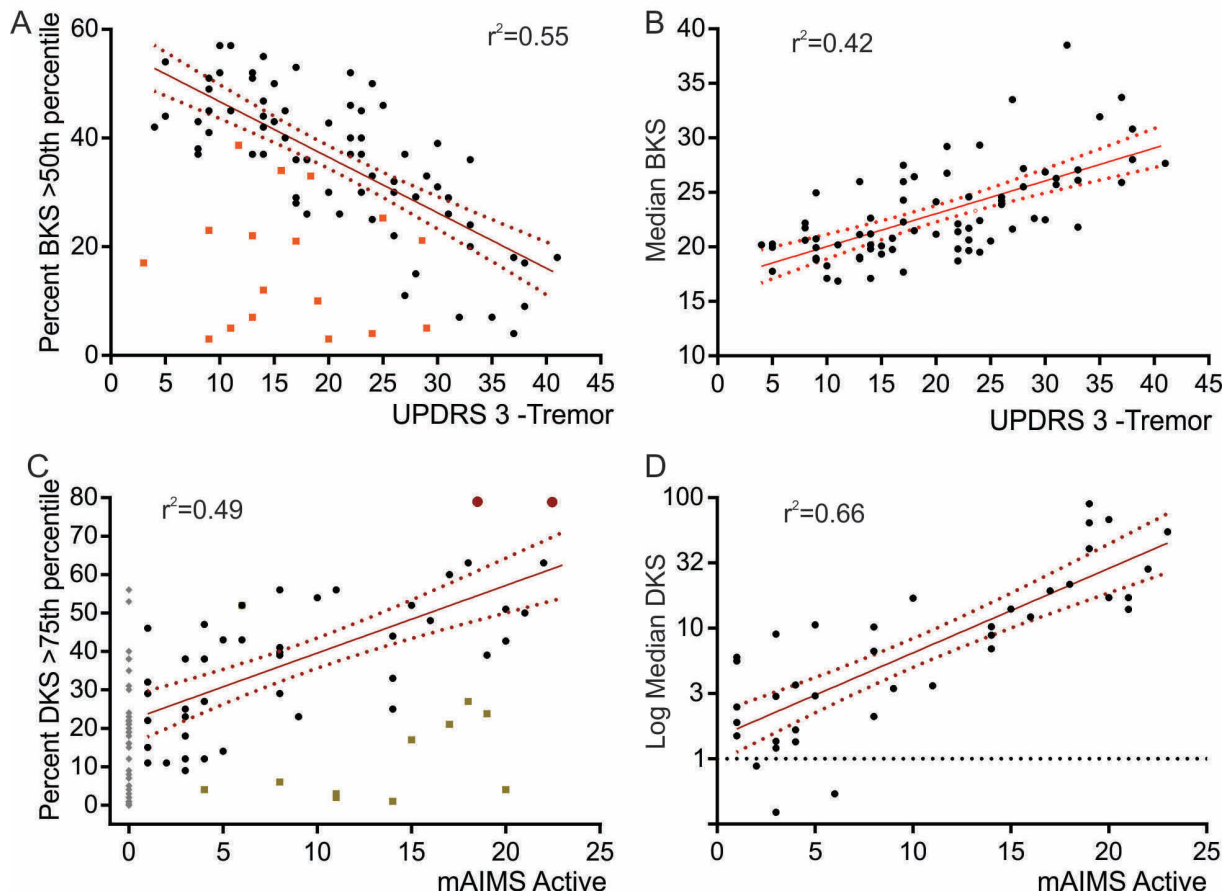 A
r²=0.55
Percent BKS >50th percentile
60
40
20
0
0 5 10 15 20 25 30 35 40 45
UPDRS 3 -Tremor
B
r²=0.42
Median BKS
40
35
30
25
20
15
10
0 5 10 15 20 25 30 35 40 45
UPDRS 3 -Tremor
C
r²=0.49
Percent DKS >75th percentile
80
70
60
50
40
30
20
10
0
0 5 10 15 20 25
mAIMS Active
D
r²=0.66
Log Median DKS
100
32
10
3
1
0 5 10 15 20 25
mAIMS Active